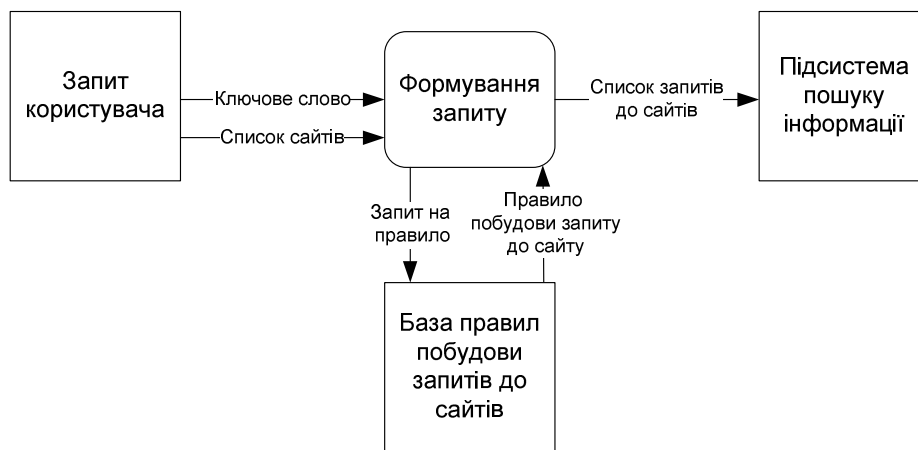 Запит
користувача
Ключове слово
Список сайтів
Формування
запиту
Список запитів
до сайтів
Підсистема
пошуку
інформації
Запит на
правило
Правило
побудови запиту
до сайту
База правил
побудови
запитів до
сайтів